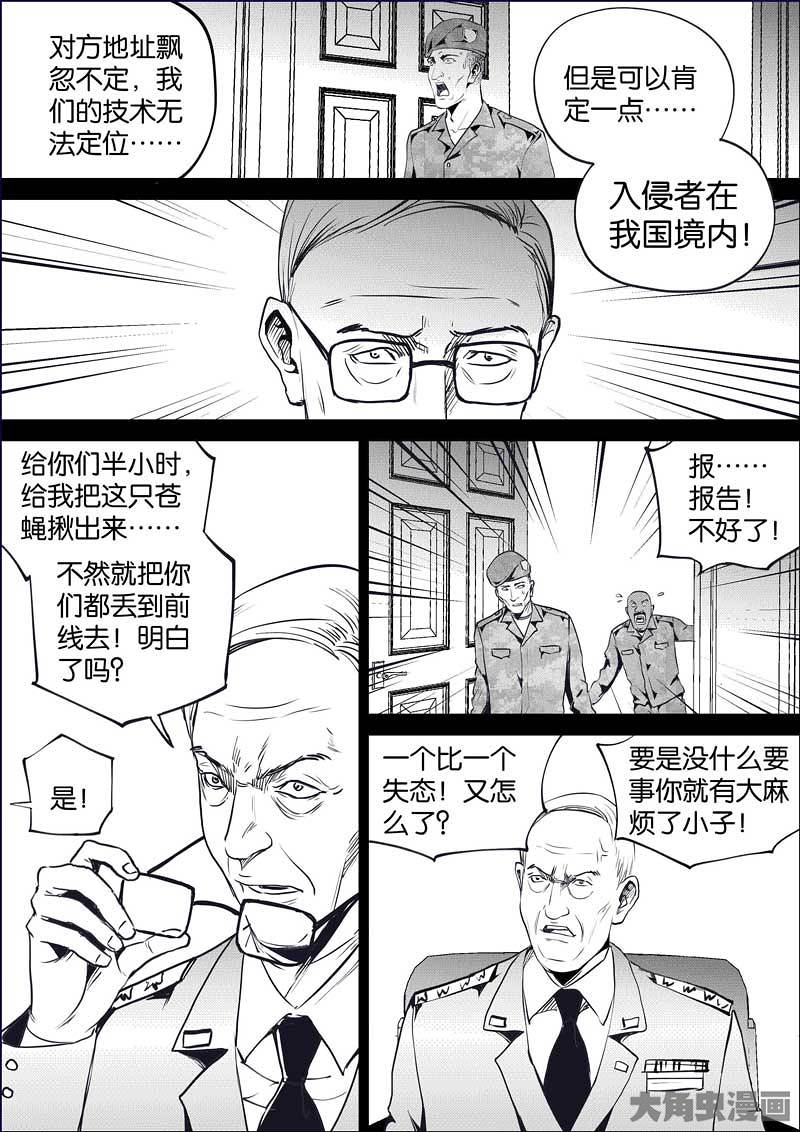 对方地址飘
忽不定，我
们的技术无
法定位……
但是可以肯
定一点……
入侵者在
我国境内！
给你们半小时，
给我把这只苍
蝇揪出来……
不然就把你
们都丢到前
线去！明白
了吗？
是！
报……
报告！
不好了！
一个比一个
失态！又怎
么了？
要是没什么要
事你就有大麻
烦了小子！
大角虫漫画